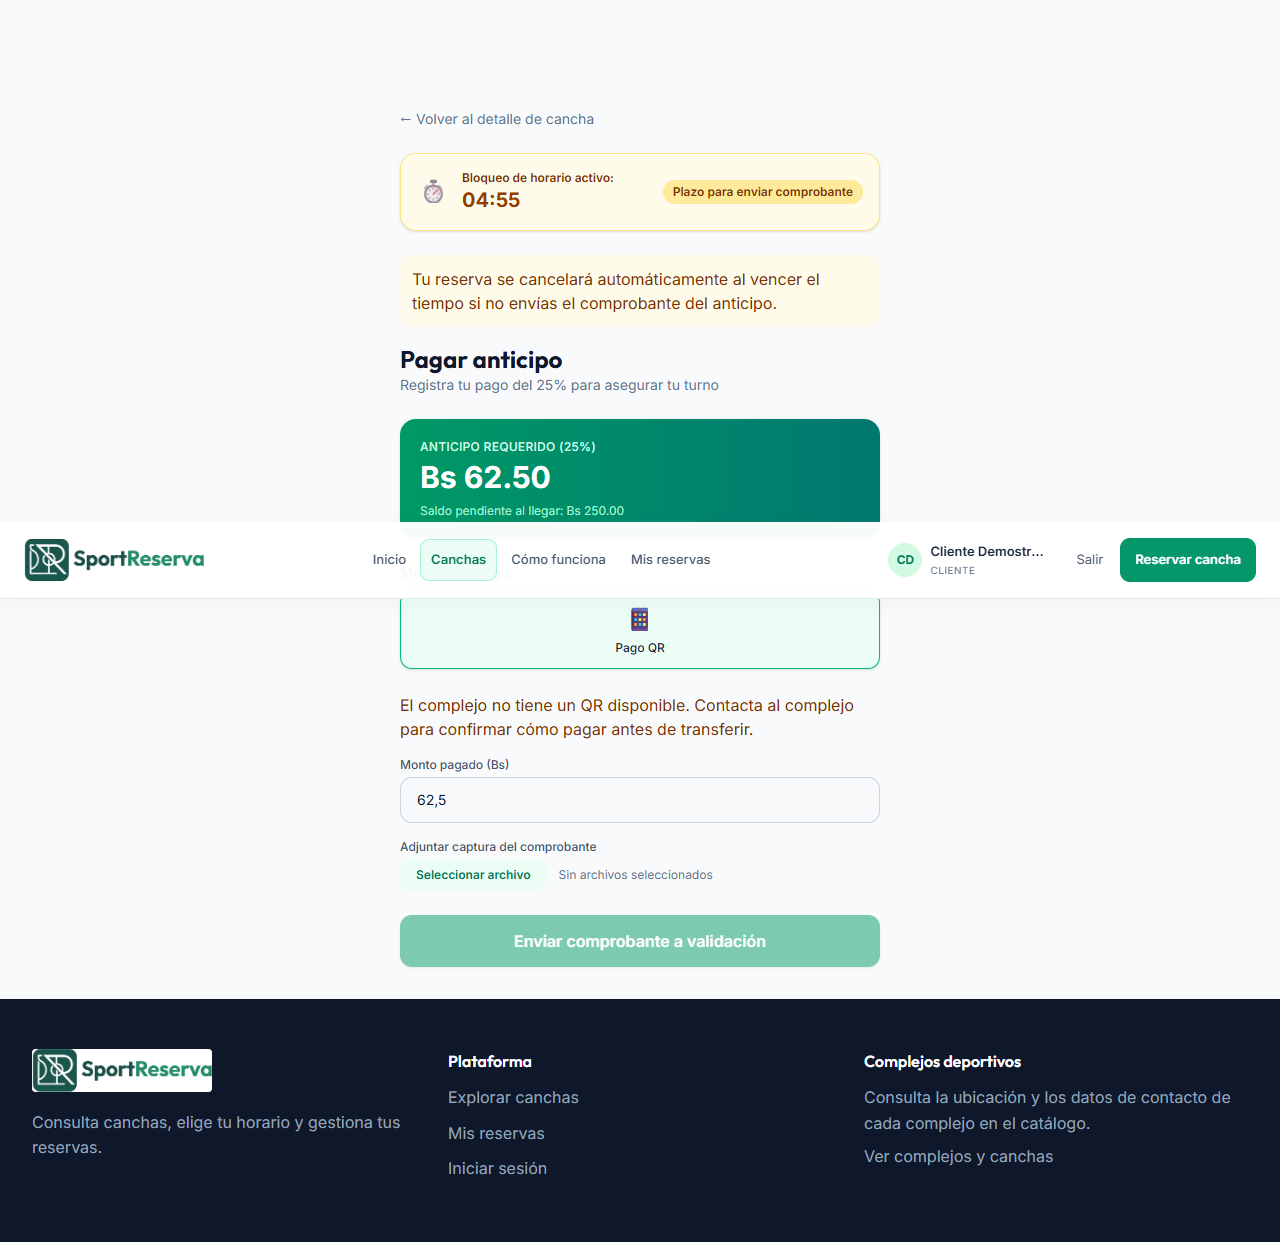 ← Volver al detalle de cancha
Bloqueo de horario activo:
04:55
Plazo para enviar comprobante
Tu reserva se cancelará automáticamente al vencer el
tiempo si no envías el comprobante del anticipo.
Pagar anticipo
Registra tu pago del 25% para asegurar tu turno
ANTICIPO REQUERIDO (25%)
Bs 62.50
Saldo pendiente al llegar: Bs 250.00
SportReserva
Inicio
Canchas
Cómo funciona
Mis reservas
CD
Cliente Demostr...
CLIENTE
Salir
Reservar cancha
Pago QR
El complejo no tiene un QR disponible. Contacta al complejo
para confirmar cómo pagar antes de transferir.
Monto pagado (Bs)
62,5
Adjuntar captura del comprobante
Seleccionar archivo
Sin archivos seleccionados
Enviar comprobante a validación
SportReserva
Consulta canchas, elige tu horario y gestiona tus
reservas.
Plataforma
Explorar canchas
Mis reservas
Iniciar sesión
Complejos deportivos
Consulta la ubicación y los datos de contacto de
cada complejo en el catálogo.
Ver complejos y canchas